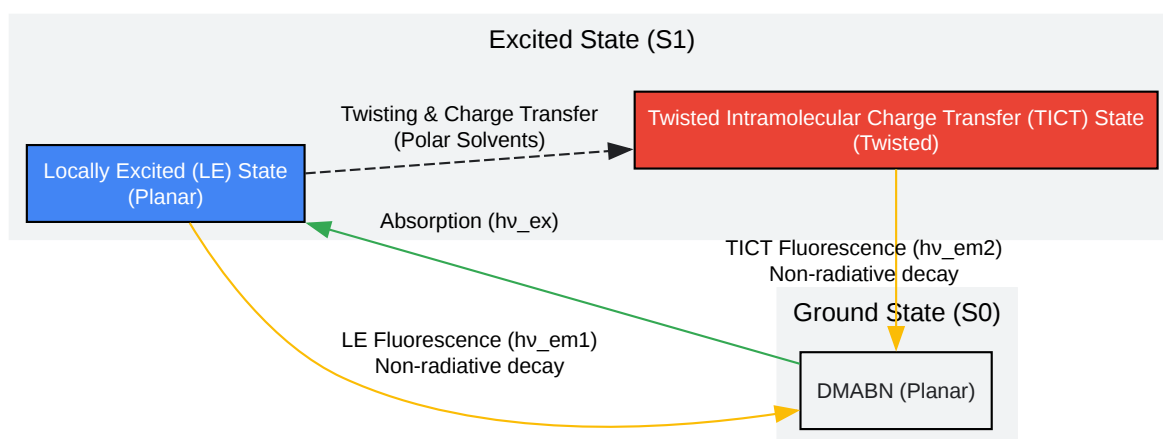 Excited State (S1)
Twisting & Charge Transfer
(Polar Solvents)
Twisted Intramolecular Charge Transfer (TICT) State
(Twisted)
Locally Excited (LE) State
(Planar)
Absorption (hν_ex)
TICT Fluorescence (hν_em2)
Non-radiative decay
Ground State (S0)
LE Fluorescence (hν_em1)
Non-radiative decay
DMABN (Planar)